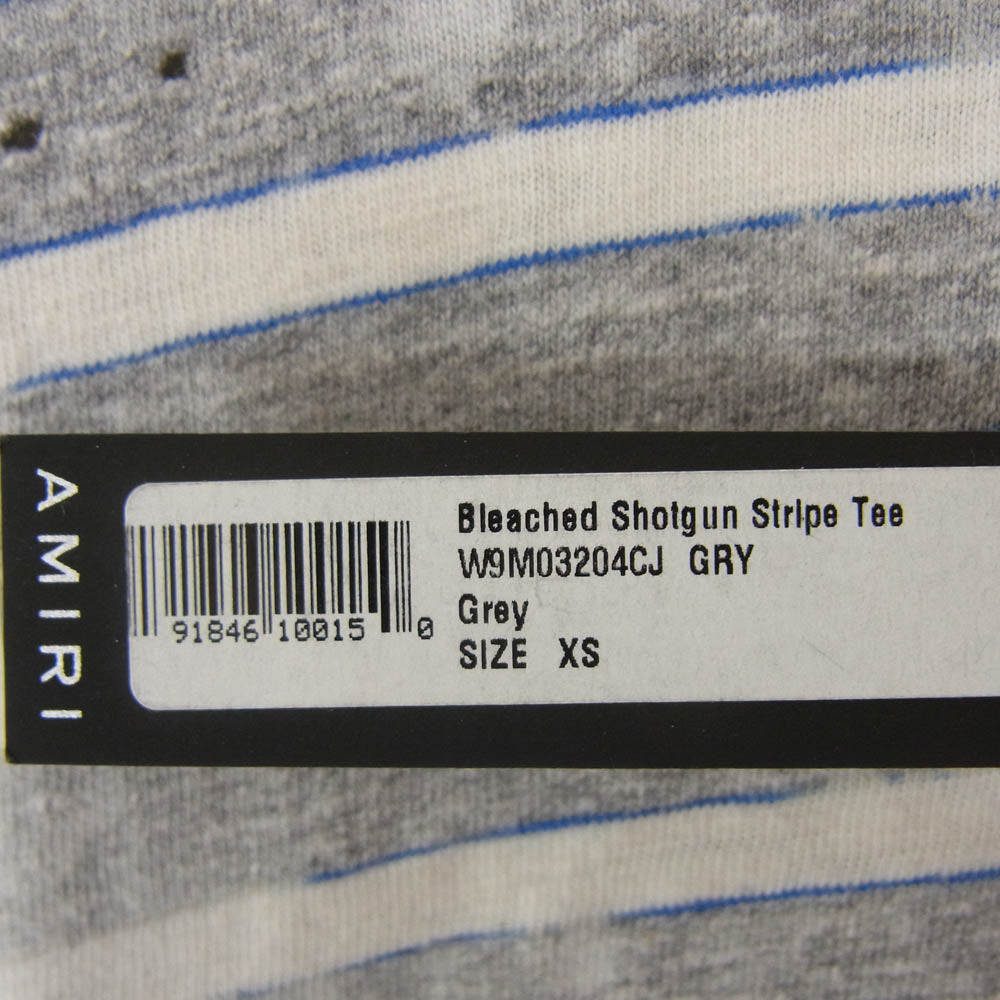 AMIRI
Bleached Shotgun Stripe Tee
W9M03204CJ GRY
Grey
SIZE XS
91846 10015 0